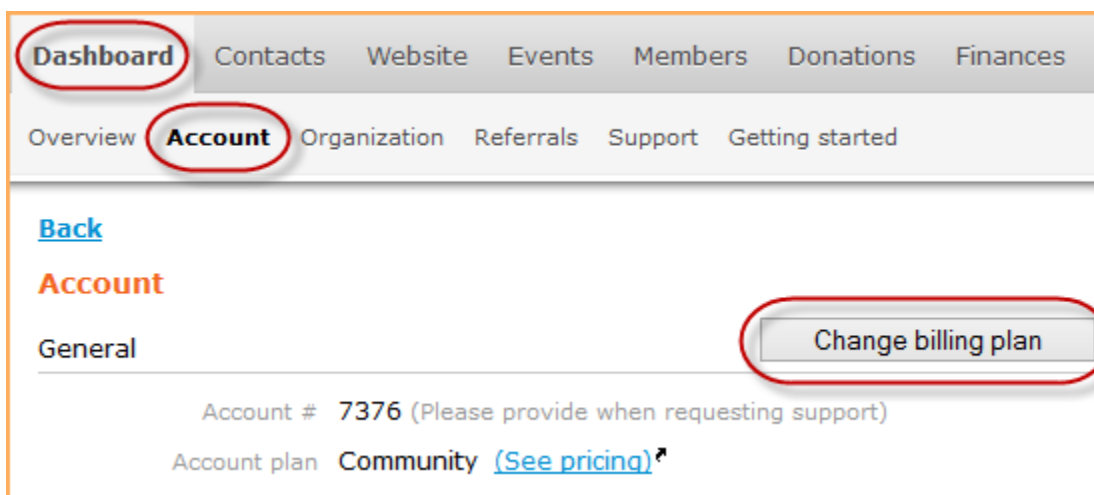 Dashboard Contacts Website Events Members Donations Finances
Overview Account Organization Referrals Support Getting started
Back
Account
General Change billing plan
Account # 7376 (Please provide when requesting support)
Account plan Community (See pricing)